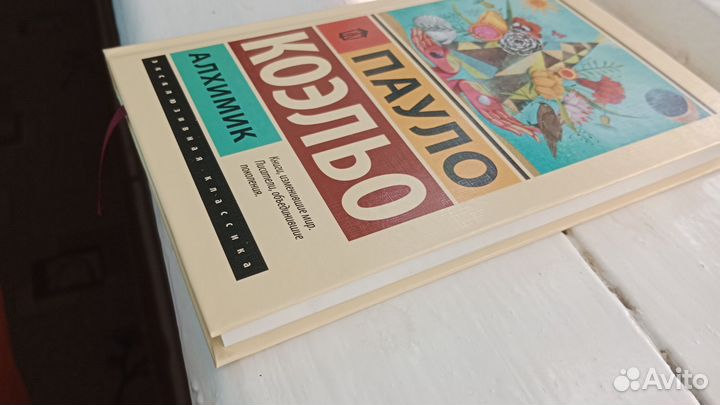 ПАУЛО
КОЭЛЬО
АЛХИМИК
Книги, изменившие мир.
Писатели, объединившие
поколения.
ЭКСКЛЮЗИВНАЯ КЛАССИКА
Avito